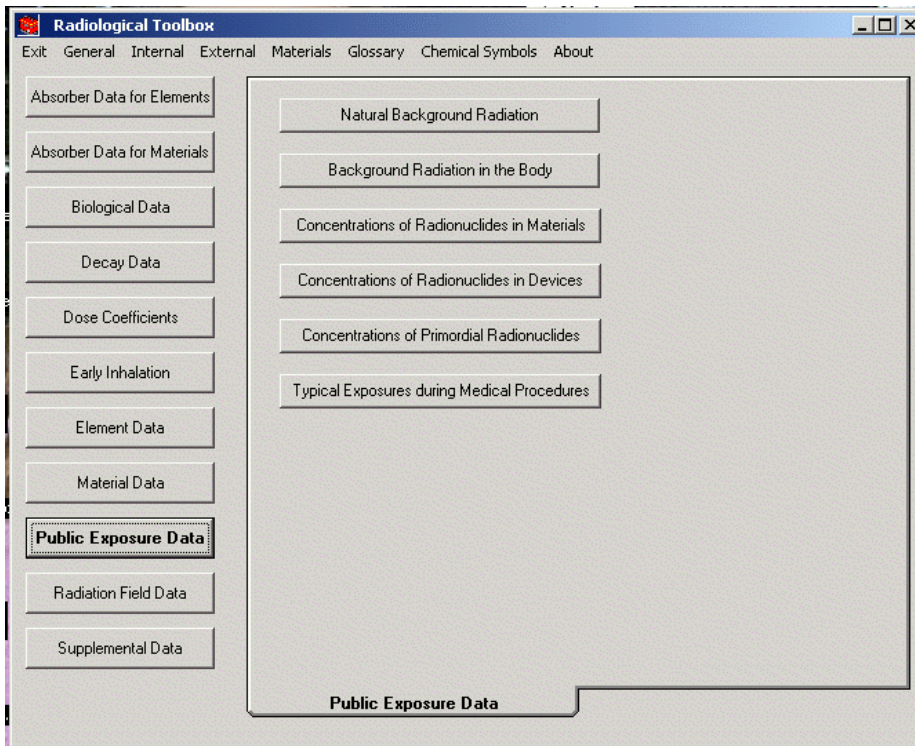 Radiological Toolbox
Exit General Internal External Materials Glossary Chemical Symbols About
Absorber Data for Elements
Absorber Data for Materials
Biological Data
Decay Data
Dose Coefficients
Early Inhalation
Element Data
Material Data
Public Exposure Data
Radiation Field Data
Supplemental Data
Natural Background Radiation
Background Radiation in the Body
Concentrations of Radionuclides in Materials
Concentrations of Radionuclides in Devices
Concentrations of Primordial Radionuclides
Typical Exposures during Medical Procedures
Public Exposure Data